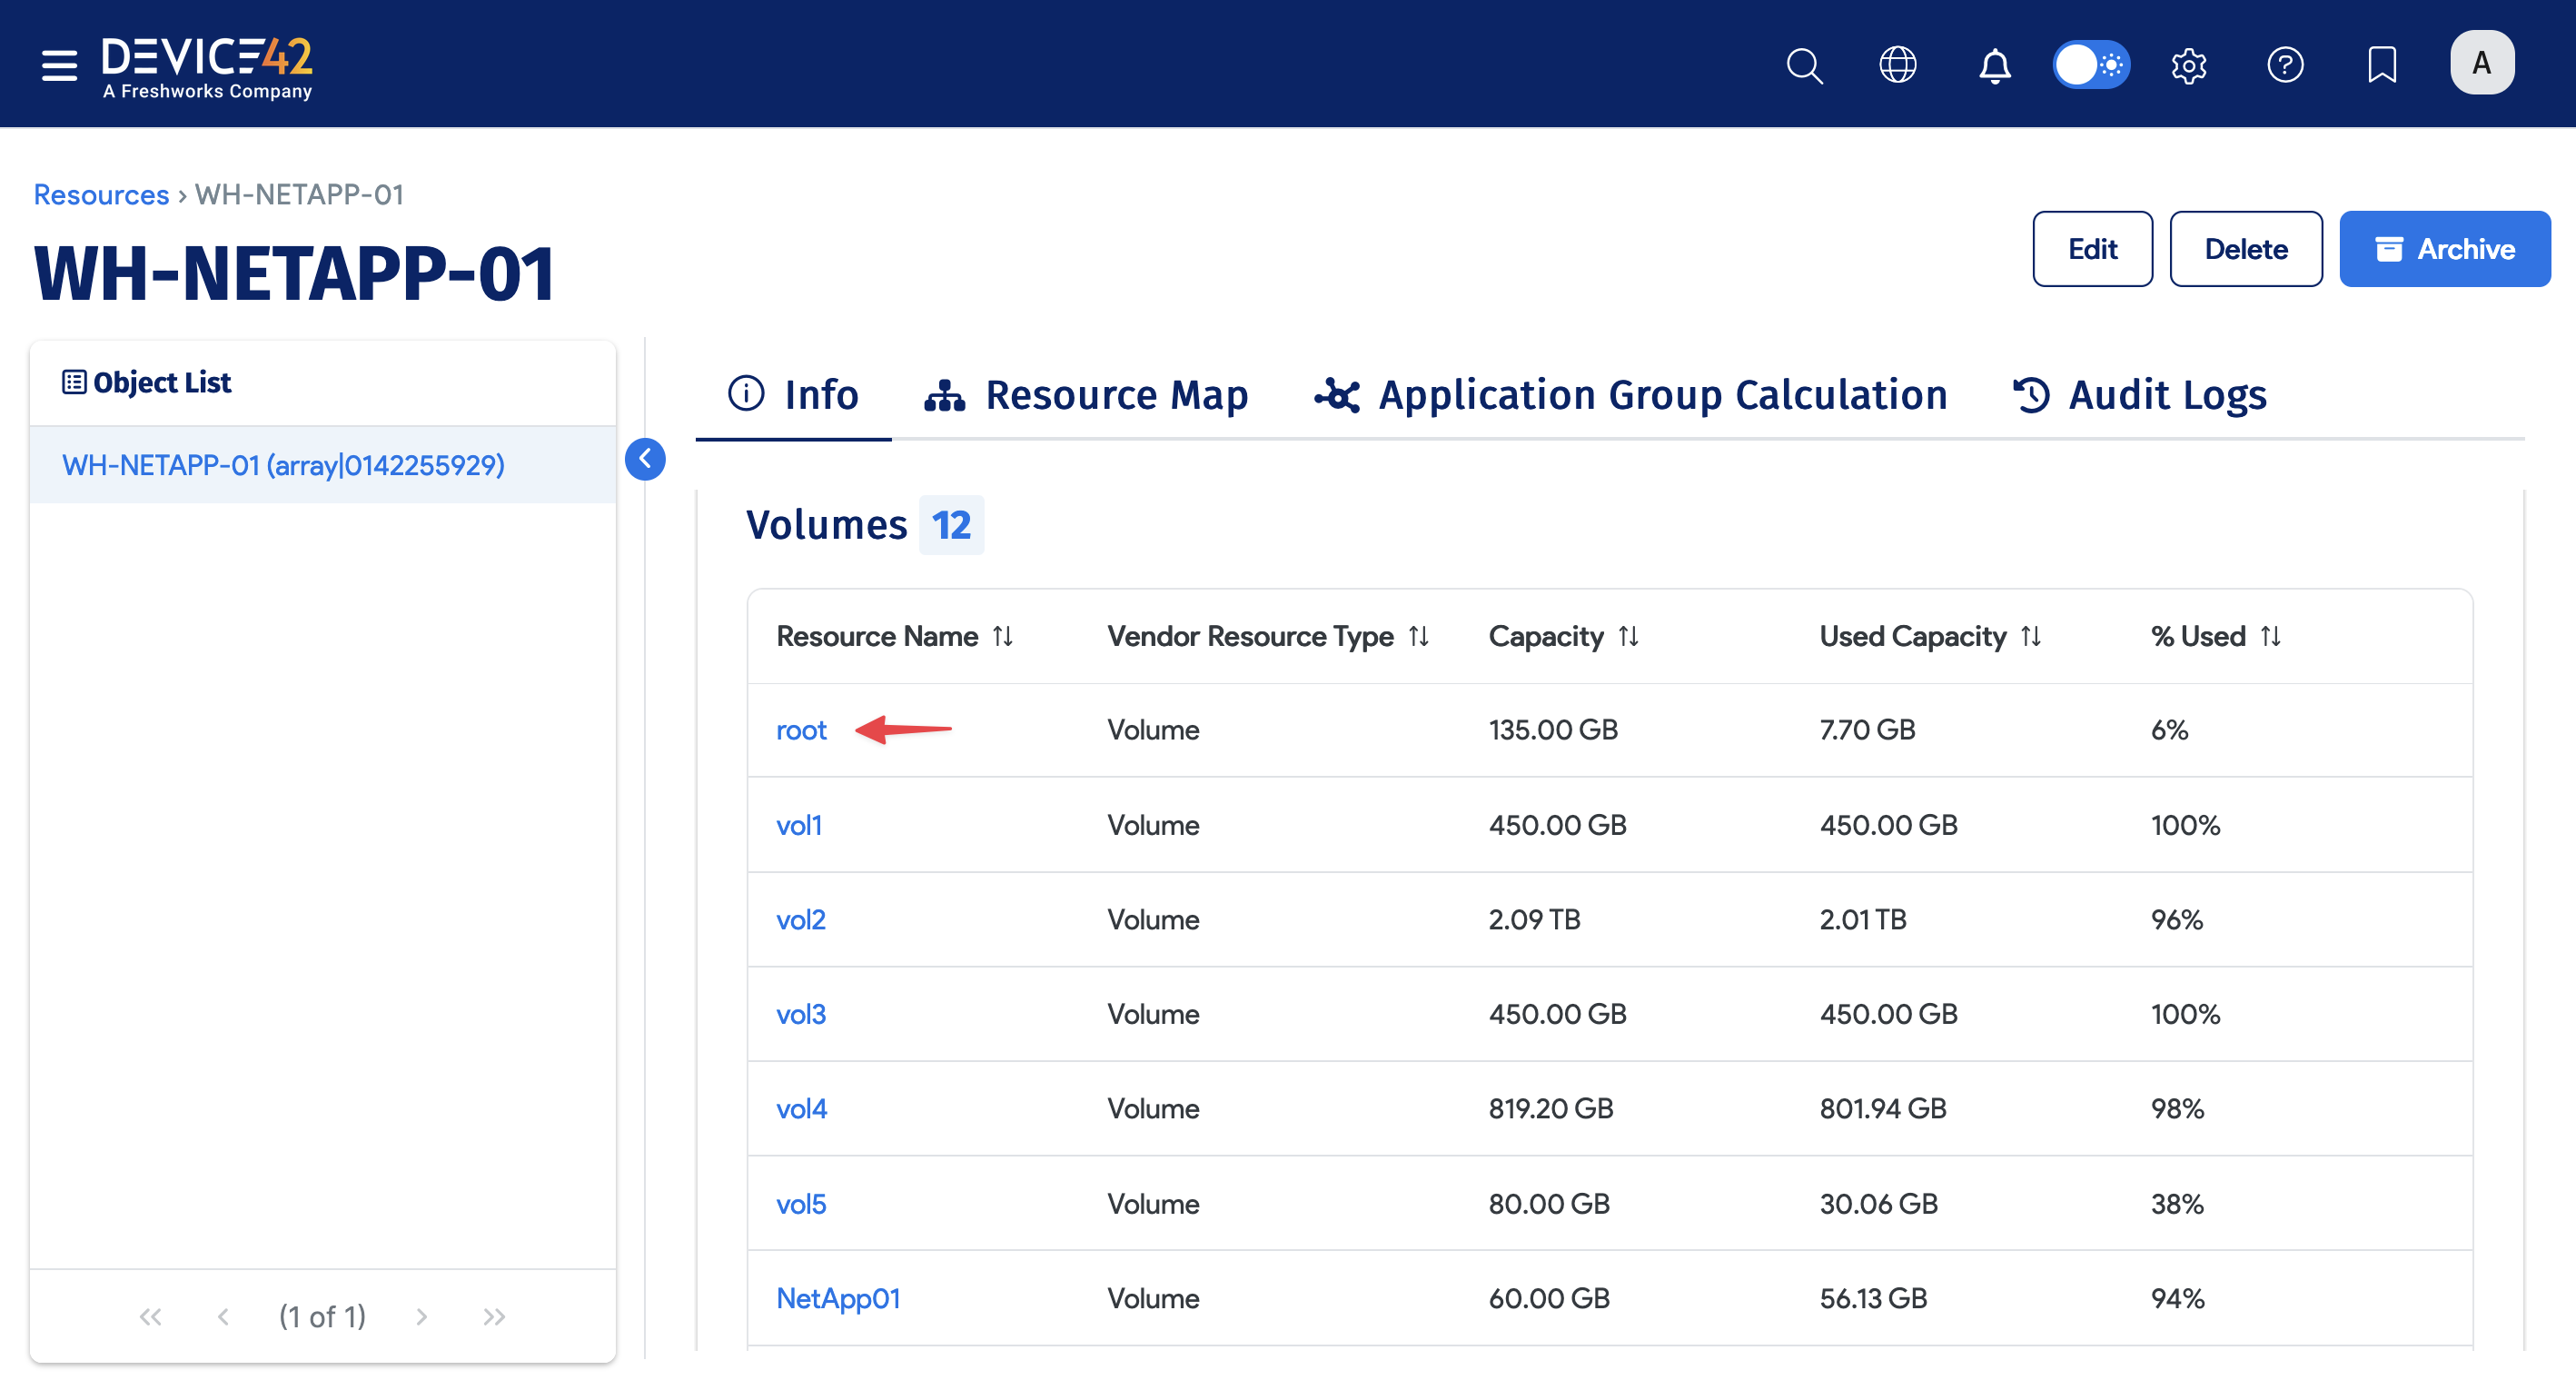 DEVICE42
A Freshworks Company
A
Resources › WH-NETAPP-01
WH-NETAPP-01
Edit
Delete
Archive
Object List
WH-NETAPP-01 (array|0142255929)
(1 of 1)
Info
Resource Map
Application Group Calculation
Audit Logs
Volumes 12
Resource Name Vendor Resource Type Capacity Used Capacity % Used
root Volume 135.00 GB 7.70 GB 6%
vol1 Volume 450.00 GB 450.00 GB 100%
vol2 Volume 2.09 TB 2.01 TB 96%
vol3 Volume 450.00 GB 450.00 GB 100%
vol4 Volume 819.20 GB 801.94 GB 98%
vol5 Volume 80.00 GB 30.06 GB 38%
NetApp01 Volume 60.00 GB 56.13 GB 94%